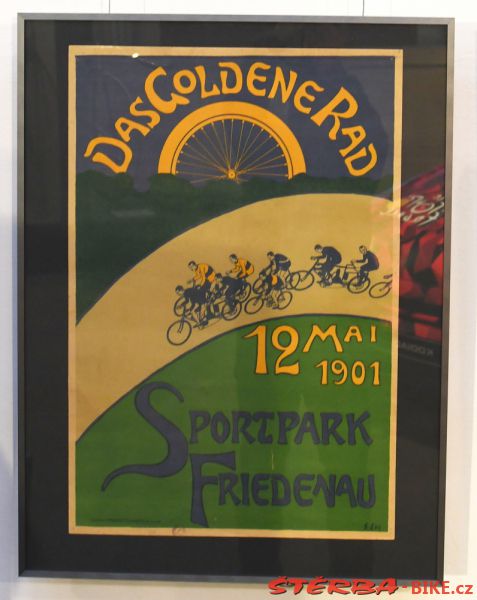 DAS GOLDENE RAD
12 MAI
1901
SPORTPARK
FRIEDENAU
ŠTĚRBA-BIKE.cz